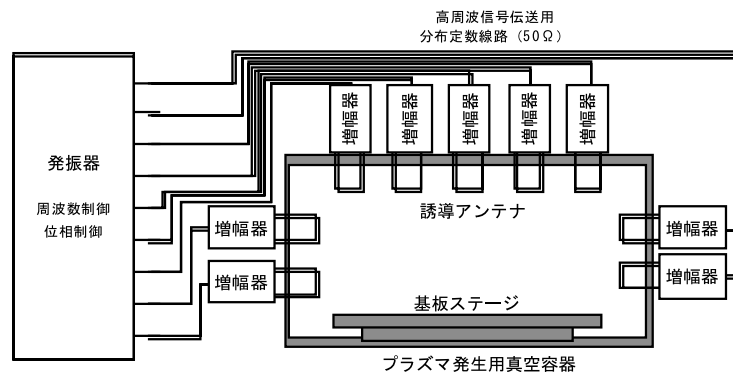 高周波信号伝送用
分布定数線路（50Ω）
増幅器
増幅器
増幅器
増幅器
増幅器
発振器
周波数制御
位相制御
誘導アンテナ
増幅器
増幅器
増幅器
増幅器
基板ステージ
プラズマ発生用真空容器